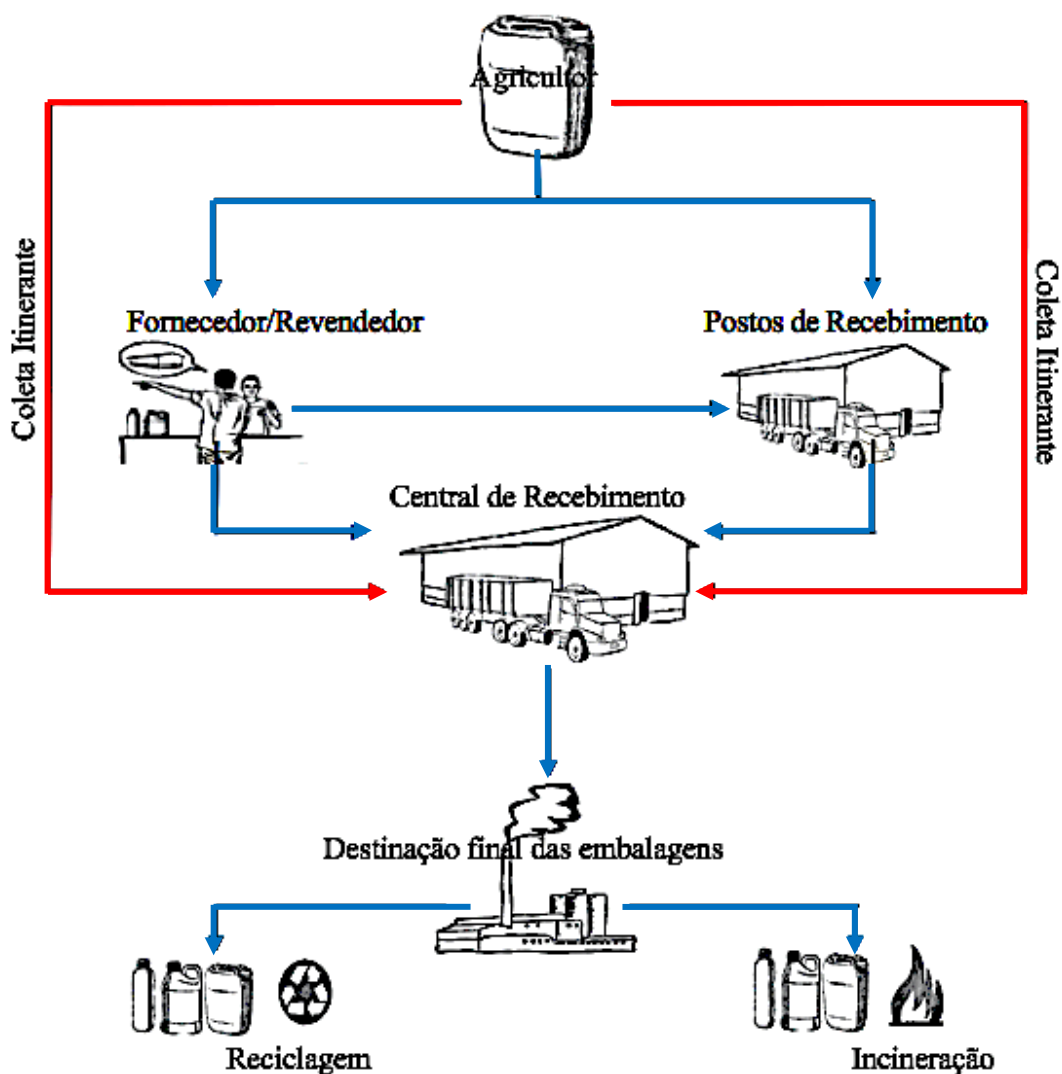 Agricultor
Coleta Itinerante
Coleta Itinerante
Fornecedor/Revendedor
Postos de Recebimento
Central de Recebimento
Destinação final das embalagens
Reciclagem
Incineração